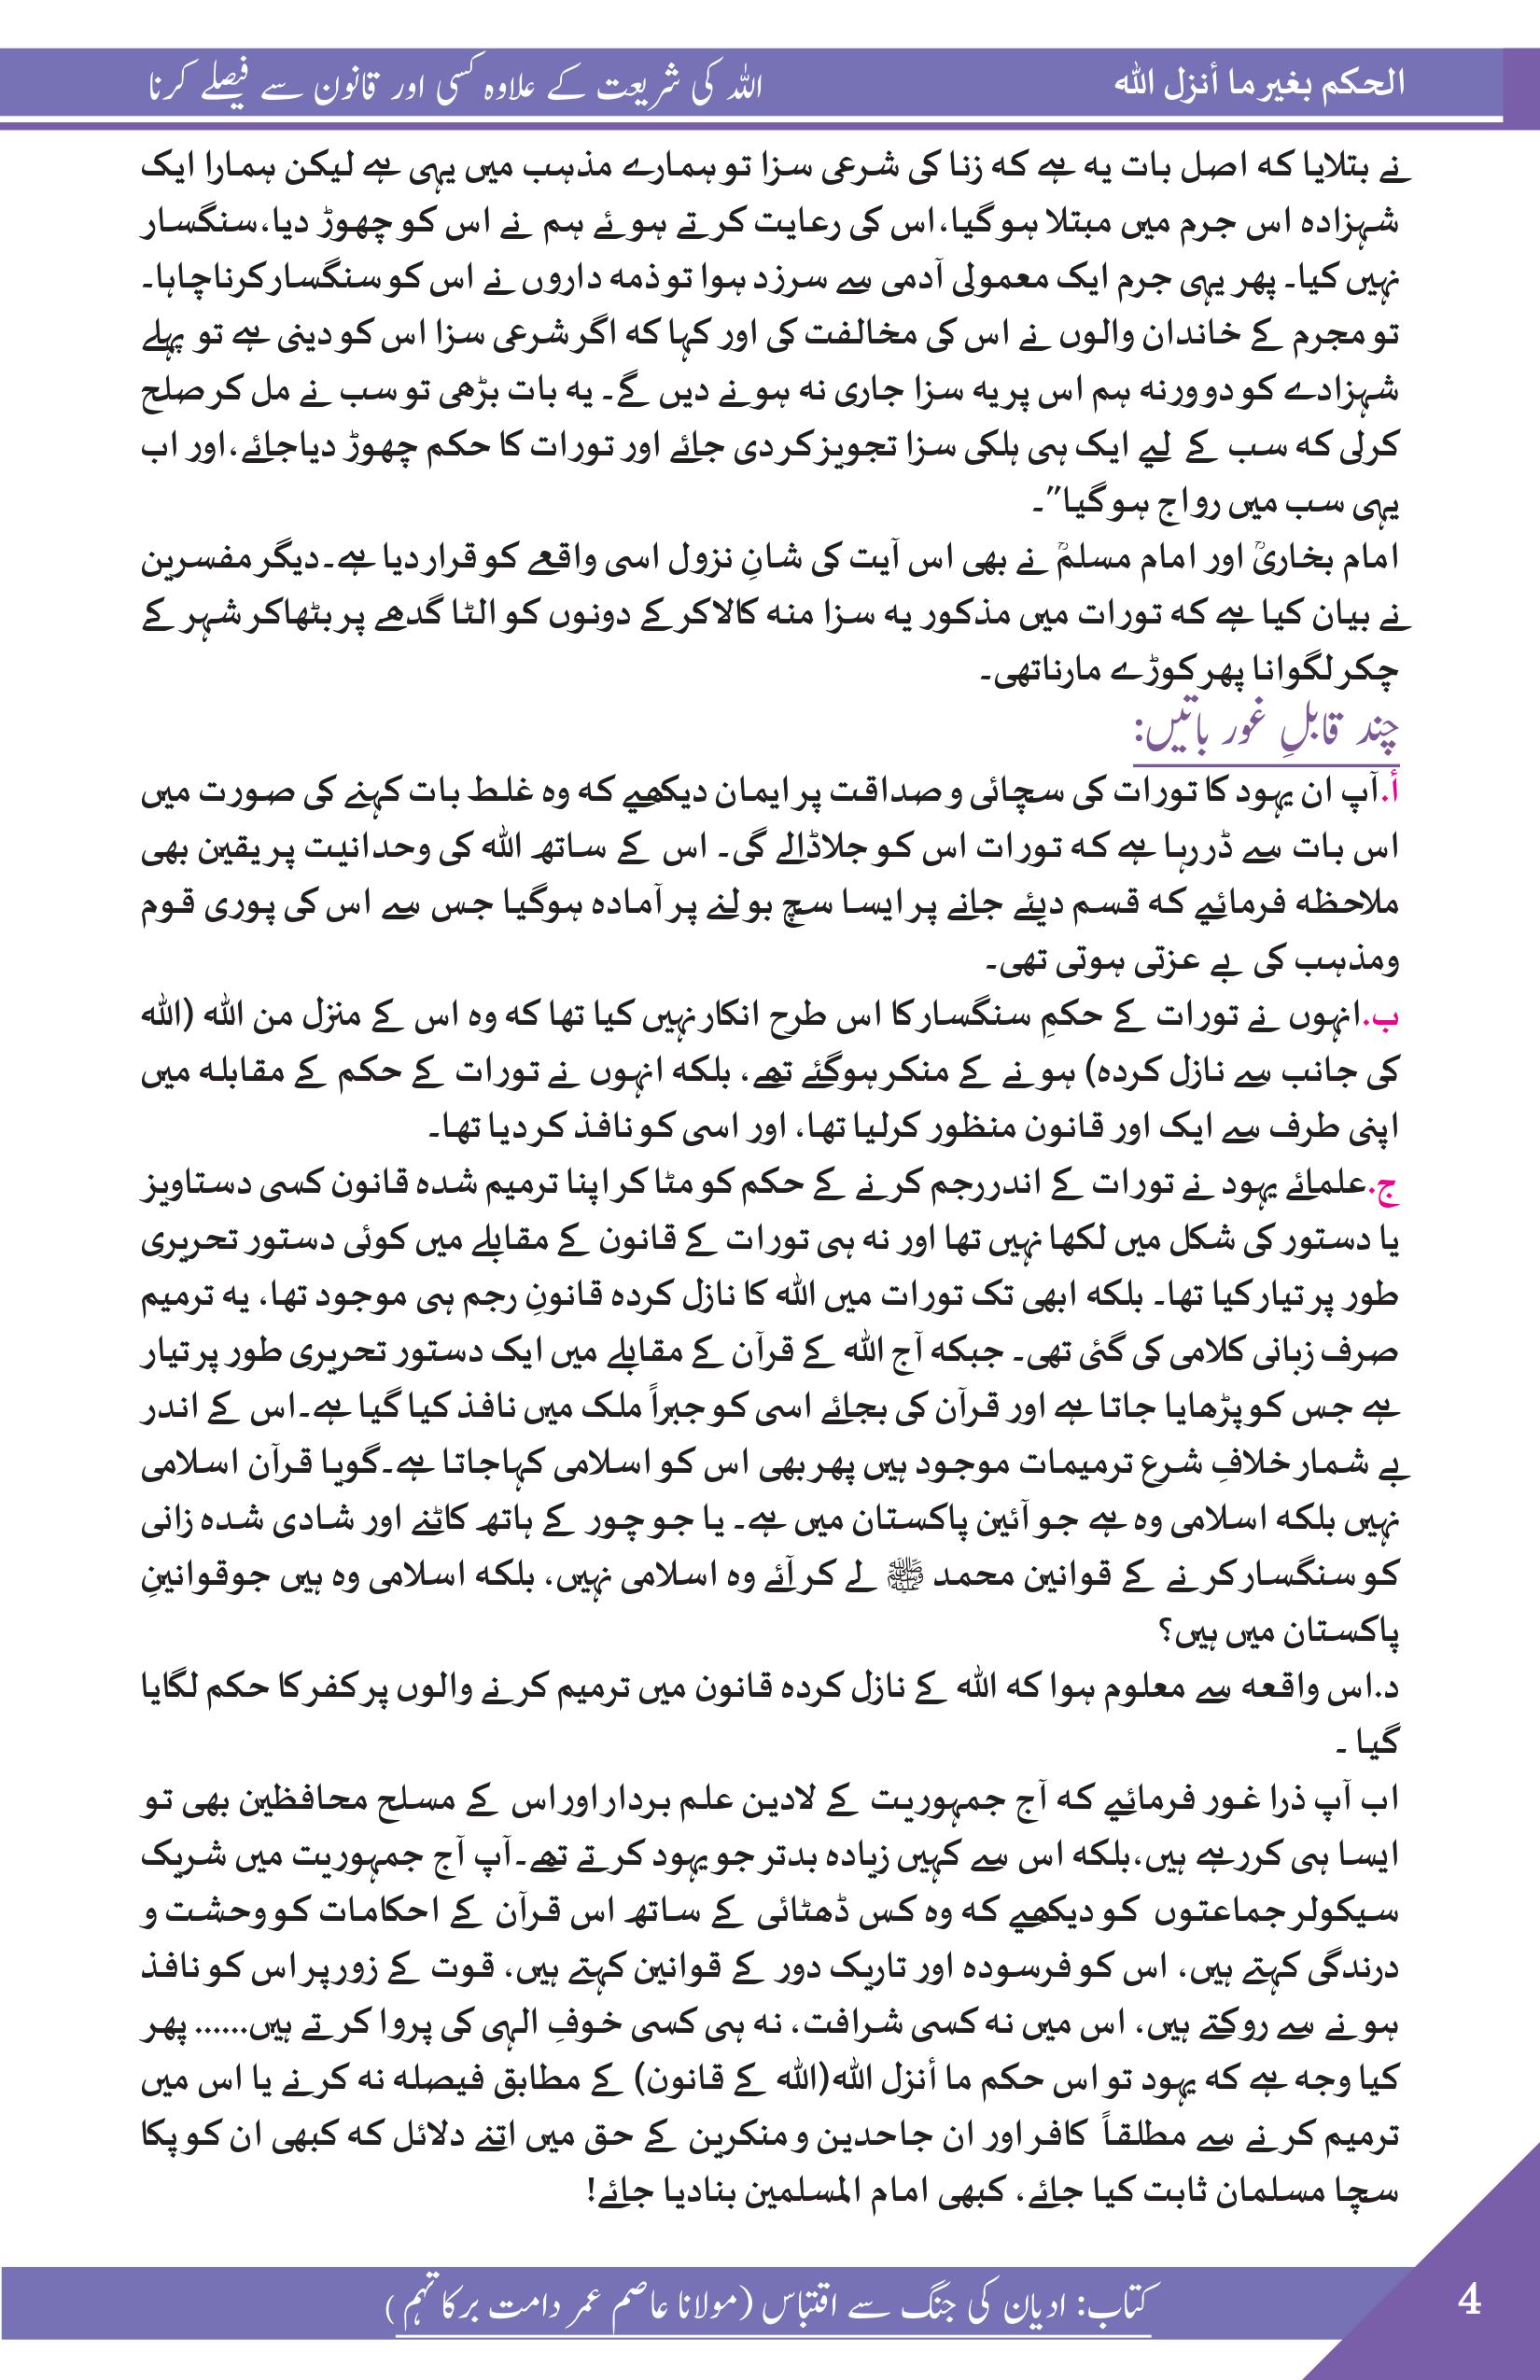 الحكم بغير ما أنزل الله
اللہ کی شریعت کے علاوہ کسی اور قانون سے فیصلے کرنا
نے بتلایا کہ اصل بات یہ ہے کہ زنا کی شرعی سزا تو ہمارے مذہب میں یہی ہے لیکن ہمارا ایک
شہزادہ اس جرم میں مبتلا ہوگیا،اس کی رعایت کرتے ہوئے ہم نے اس کو چھوڑ دیا،سنگسار
نہیں کیا۔ پھر یہی جرم ایک معمولی آدمی سے سرزد ہوا تو ذمہ داروں نے اس کو سنگسار کرناچاہا۔
تو مجرم کے خاندان والوں نے اس کی مخالفت کی اور کہا کہ اگر شرعی سزا اس کو دینی ہے تو پہلے
شہزادے کو دو ورنہ ہم اس پر یہ سزا جاری نہ ہونے دیں گے۔ یہ بات بڑھی تو سب نے مل کر صلح
کرلی کہ سب کے لیے ایک ہی ہلکی سزا تجویز کر دی جائے اور تورات کا حکم چھوڑ دیاجائے،اور اب
یہی سب میں رواج ہوگیا”۔
امام بخاریؒ اور امام مسلمؒ نے بھی اس آیت کی شانِ نزول اسی واقعے کو قرار دیا ہے۔دیگر مفسرین
نے بیان کیا ہے کہ تورات میں مذکور یہ سزا منہ کالا کرکے دونوں کو الٹا گدھے پر بٹھاکر شہر کے
چکر لگوانا پھر کوڑے مارناتھی۔
چند قابلِ غور باتیں:
أ.آپ ان یہود کا تورات کی سچائی و صداقت پر ایمان دیکھیے کہ وہ غلط بات کہنے کی صورت میں
اس بات سے ڈر رہا ہے کہ تورات اس کو جلاڈالے گی۔ اس کے ساتھ اللہ کی وحدانیت پر یقین بھی
ملاحظہ فرمائیے کہ قسم دیئے جانے پر ایسا سچ بولنے پر آمادہ ہوگیا جس سے اس کی پوری قوم
ومذہب کی بے عزتی ہوتی تھی۔
ب.انہوں نے تورات کے حکمِ سنگسار کا اس طرح انکار نہیں کیا تھا کہ وہ اس کے منزل من اللہ (اللہ
کی جانب سے نازل کردہ) ہونے کے منکر ہوگئے تھے، بلکہ انہوں نے تورات کے حکم کے مقابلہ میں
اپنی طرف سے ایک اور قانون منظور کرلیا تھا، اور اسی کو نافذ کر دیا تھا۔
ج.علمائے یہود نے تورات کے اندر رجم کرنے کے حکم کو مٹا کر اپنا ترمیم شدہ قانون کسی دستاویز
یا دستور کی شکل میں لکھا نہیں تھا اور نہ ہی تورات کے قانون کے مقابلے میں کوئی دستور تحریری
طور پر تیار کیا تھا۔ بلکہ ابھی تک تورات میں اللہ کا نازل کردہ قانونِ رجم ہی موجود تھا، یہ ترمیم
صرف زبانی کلامی کی گئی تھی۔ جبکہ آج اللہ کے قرآن کے مقابلے میں ایک دستور تحریری طور پر تیار
ہے جس کو پڑھایا جاتا ہے اور قرآن کی بجائے اسی کو جبراً ملک میں نافذ کیا گیا ہے۔اس کے اندر
بے شمار خلافِ شرع ترمیمات موجود ہیں پھر بھی اس کو اسلامی کہاجاتا ہے۔گویا قرآن اسلامی
نہیں بلکہ اسلامی وہ ہے جو آئین پاکستان میں ہے۔ یا جو چور کے ہاتھ کاٹنے اور شادی شدہ زانی
کو سنگسار کرنے کے قوانین محمد ﷺ لے کر آئے وہ اسلامی نہیں، بلکہ اسلامی وہ ہیں جوقوانینِ
پاکستان میں ہیں؟
د.اس واقعہ سے معلوم ہوا کہ اللہ کے نازل کردہ قانون میں ترمیم کرنے والوں پر کفر کا حکم لگایا
گیا ۔
اب آپ ذرا غور فرمائیے کہ آج جمہوریت کے لادین علم بردار اور اس کے مسلح محافظین بھی تو
ایسا ہی کررہے ہیں،بلکہ اس سے کہیں زیادہ بدتر جو یہود کرتے تھے۔آپ آج جمہوریت میں شریک
سیکولر جماعتوں کو دیکھیے کہ وہ کس ڈھٹائی کے ساتھ اس قرآن کے احکامات کو وحشت و
درندگی کہتے ہیں، اس کو فرسودہ اور تاریک دور کے قوانین کہتے ہیں، قوت کے زور پر اس کو نافذ
ہونے سے روکتے ہیں، اس میں نہ کسی شرافت، نہ ہی کسی خوفِ الہی کی پروا کرتے ہیں...... پھر
کیا وجہ ہے کہ یہود تو اس حکم ما أنزل اللہ(اللہ کے قانون) کے مطابق فیصلہ نہ کرنے یا اس میں
ترمیم کرنے سے مطلقاً کافر اور ان جاحدین و منکرین کے حق میں اتنے دلائل کہ کبھی ان کو پکا
سچا مسلمان ثابت کیا جائے، کبھی امام المسلمین بنادیا جائے!
کتاب: ادیان کی جنگ سے اقتباس (مولانا عاصم عمر دامت برکاتہم)
4